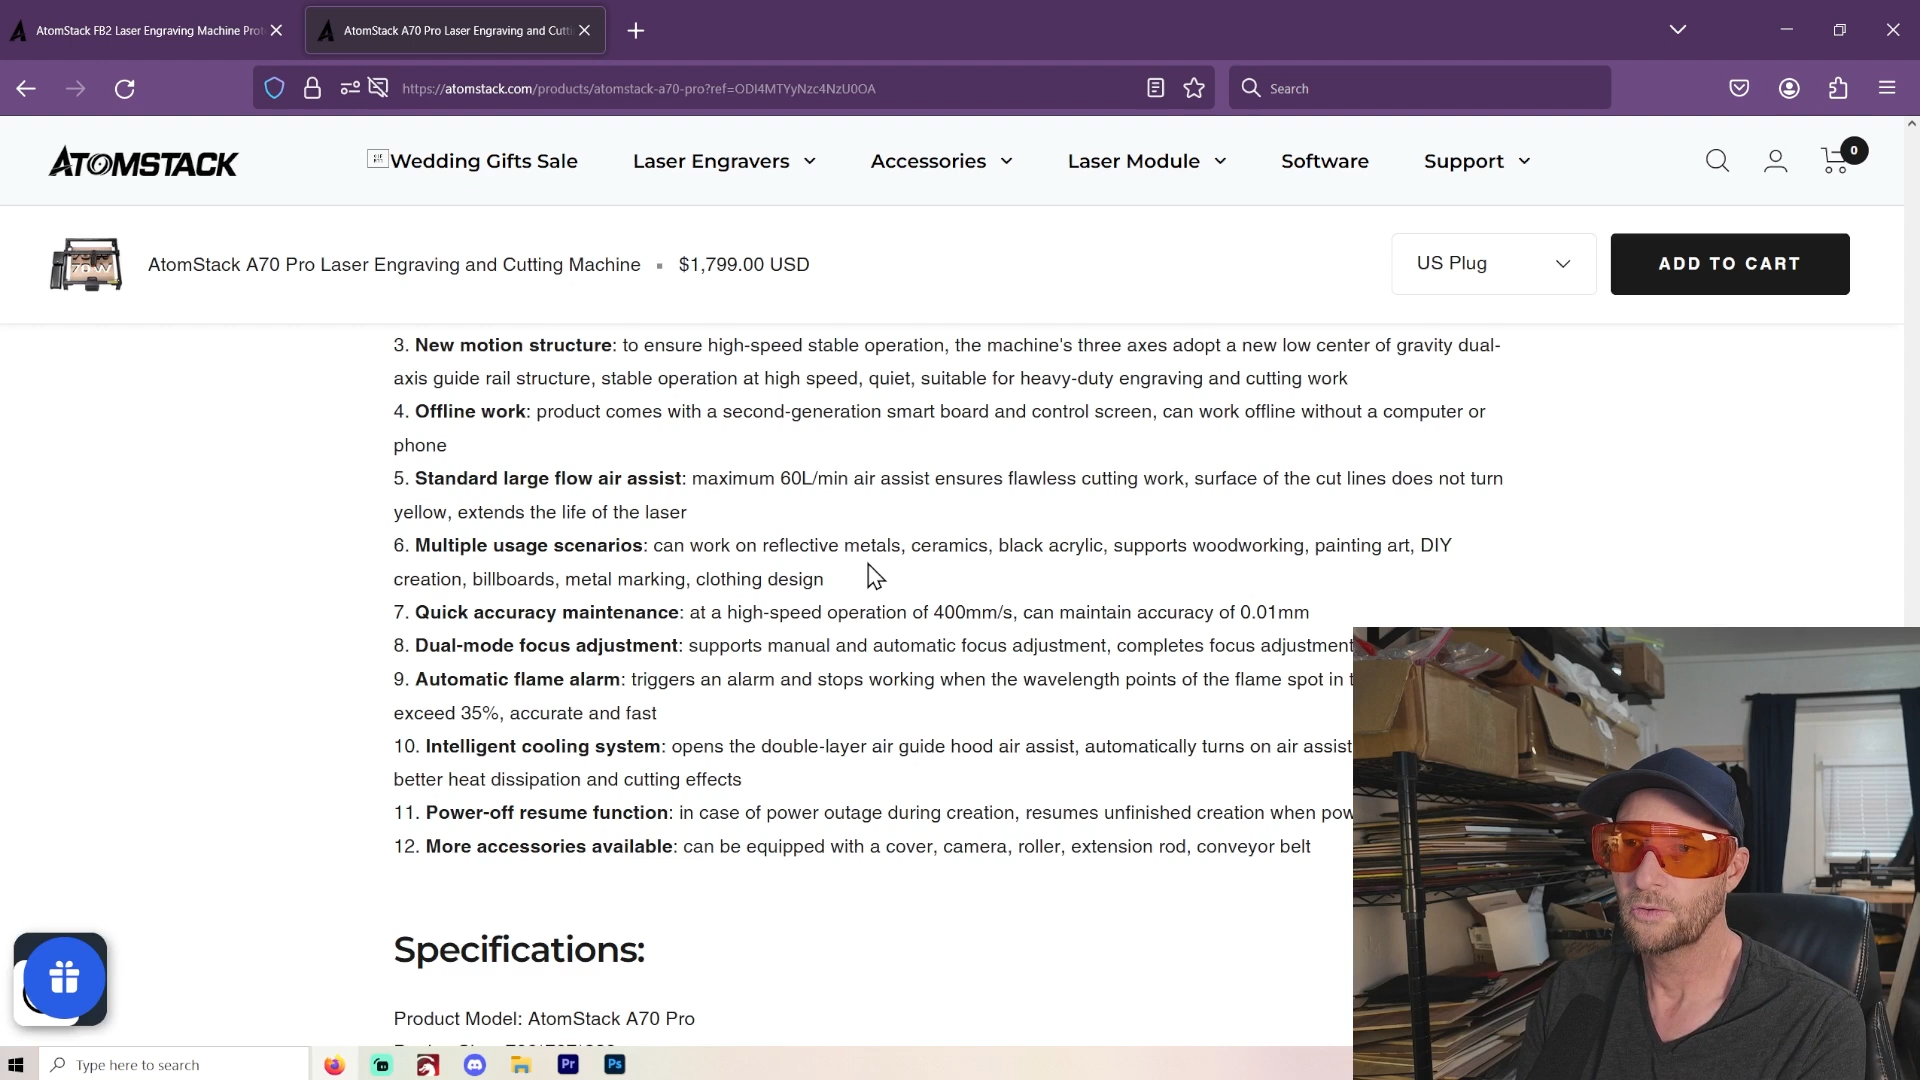 AtomStack FB2 Laser Engraving Machine Prot
AtomStack A70 Pro Laser Engraving and Cutti
https://atomstack.com/products/atomstack-a70-pro?ref=ODI4MTYyNzc4NzU0OA
Search
ATOMSTACK
Wedding Gifts Sale
Laser Engravers
Accessories
Laser Module
Software
Support
0
70W
AtomStack A70 Pro Laser Engraving and Cutting Machine ▪ $1,799.00 USD
US Plug
ADD TO CART
3. New motion structure: to ensure high-speed stable operation, the machine's three axes adopt a new low center of gravity dual-
axis guide rail structure, stable operation at high speed, quiet, suitable for heavy-duty engraving and cutting work
4. Offline work: product comes with a second-generation smart board and control screen, can work offline without a computer or
phone
5. Standard large flow air assist: maximum 60L/min air assist ensures flawless cutting work, surface of the cut lines does not turn
yellow, extends the life of the laser
6. Multiple usage scenarios: can work on reflective metals, ceramics, black acrylic, supports woodworking, painting art, DIY
creation, billboards, metal marking, clothing design
7. Quick accuracy maintenance: at a high-speed operation of 400mm/s, can maintain accuracy of 0.01mm
8. Dual-mode focus adjustment: supports manual and automatic focus adjustment, completes focus adjustment
9. Automatic flame alarm: triggers an alarm and stops working when the wavelength points of the flame spot in t
exceed 35%, accurate and fast
10. Intelligent cooling system: opens the double-layer air guide hood air assist, automatically turns on air assist
better heat dissipation and cutting effects
11. Power-off resume function: in case of power outage during creation, resumes unfinished creation when pow
12. More accessories available: can be equipped with a cover, camera, roller, extension rod, conveyor belt
Specifications:
Product Model: AtomStack A70 Pro
Type here to search
Pr
Ps